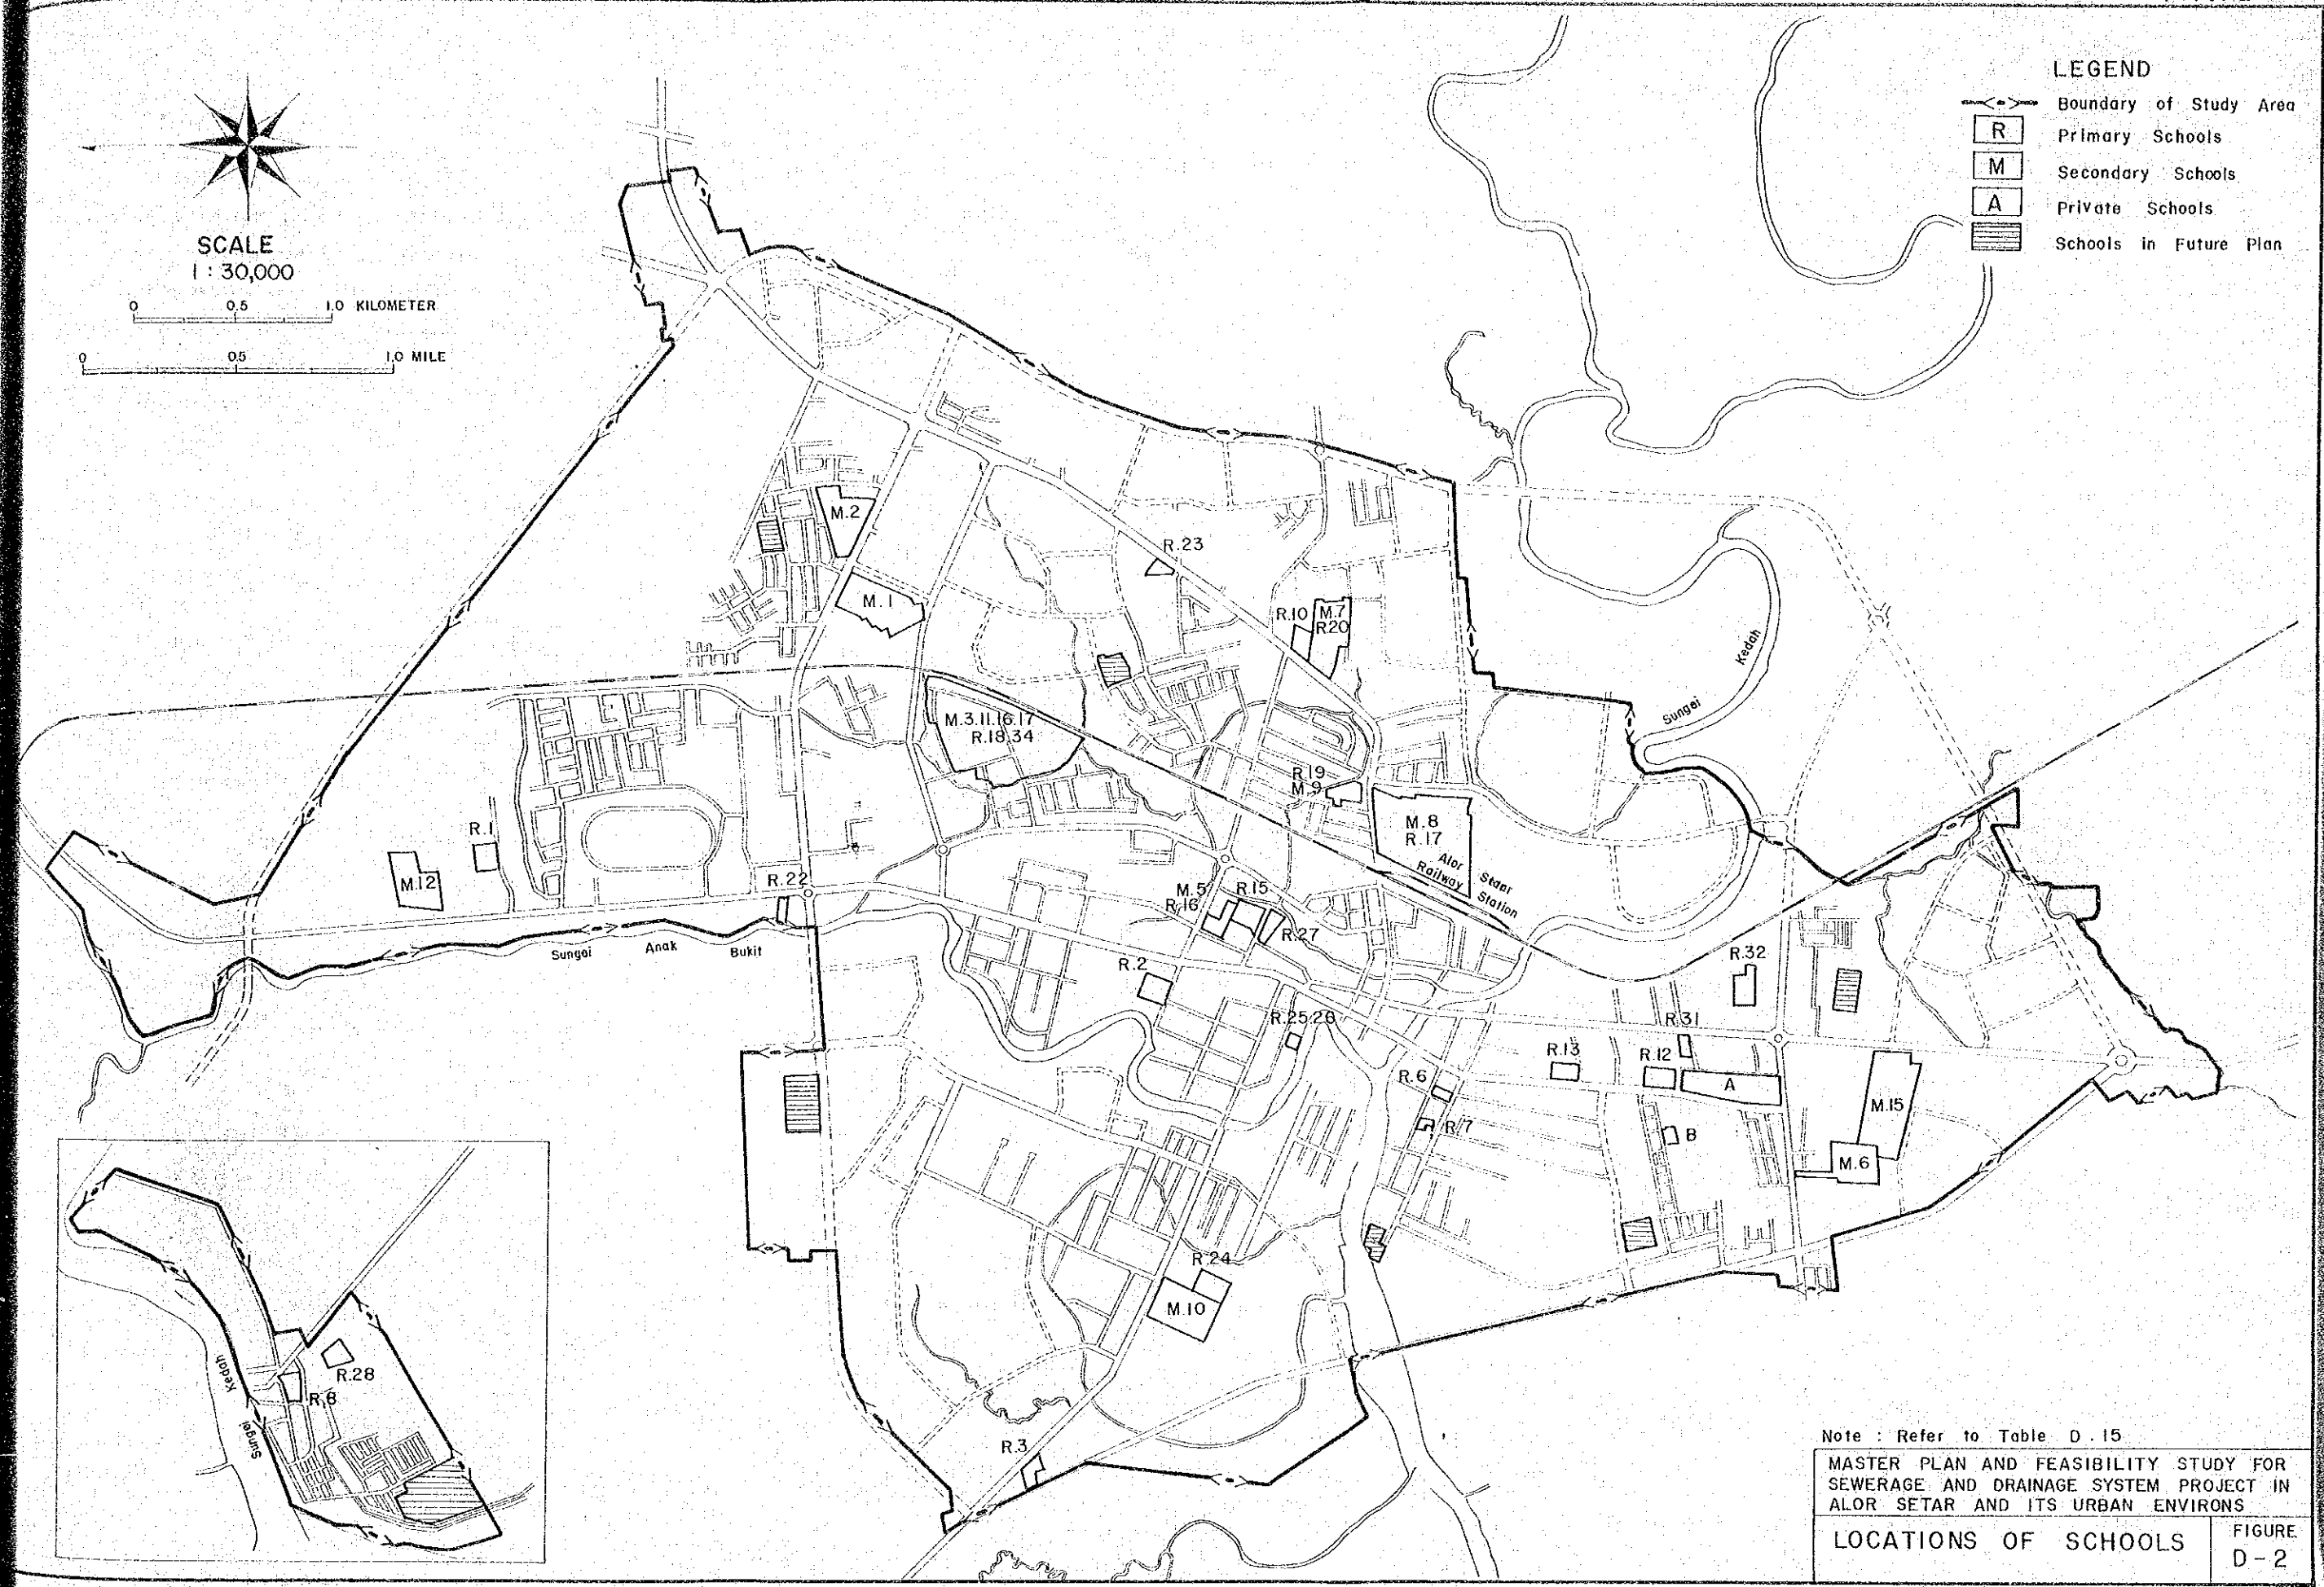 LEGEND
Boundary of Study Area
R Primary Schools
M Secondary Schools
A Private Schools
Schools in Future Plan
SCALE
1 : 30,000
0 0.5 1.0 KILOMETER
0 0.5 1.0 MILE
M.2
R.23
M.1
R.10 M.7
R20
Kedah
Sungei
M.3.11.16.17
R.18.34
R.19
M.9
M.8
R.17
Alor Staar
Railway Station
R.1
M.12
R.22
M.5 R.15
R.16
R.27
Sungei Anak Bukit
R.2
R.32
R.25.26
R.31
R.13
R.12
R.6
A
M.15
R.7
B
M.6
R.24
M.10
R.28
Kedah
R.8
Sungei
R.3
Note : Refer to Table D . 15
MASTER PLAN AND FEASIBILITY STUDY FOR
SEWERAGE AND DRAINAGE SYSTEM PROJECT IN
ALOR SETAR AND ITS URBAN ENVIRONS
LOCATIONS OF SCHOOLS
FIGURE
D - 2